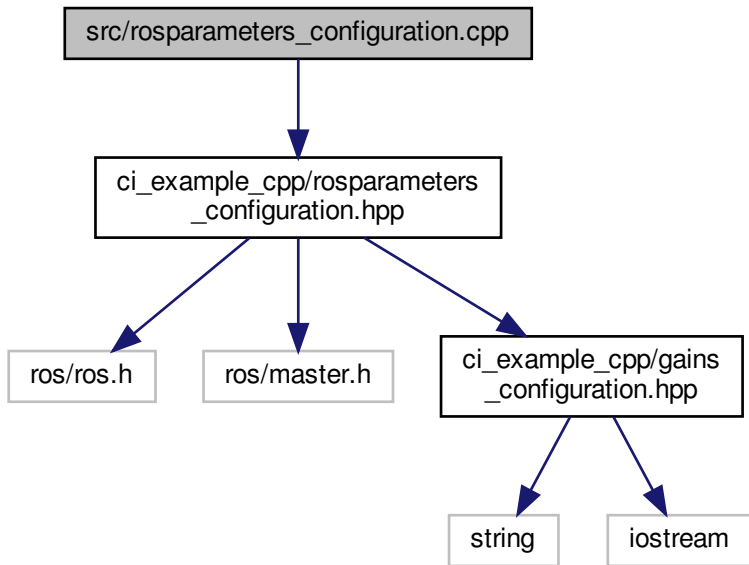 src/rosparameters_configuration.cpp
ci_example_cpp/rosparameters
_configuration.hpp
ros/ros.h
ros/master.h
ci_example_cpp/gains
_configuration.hpp
string
iostream